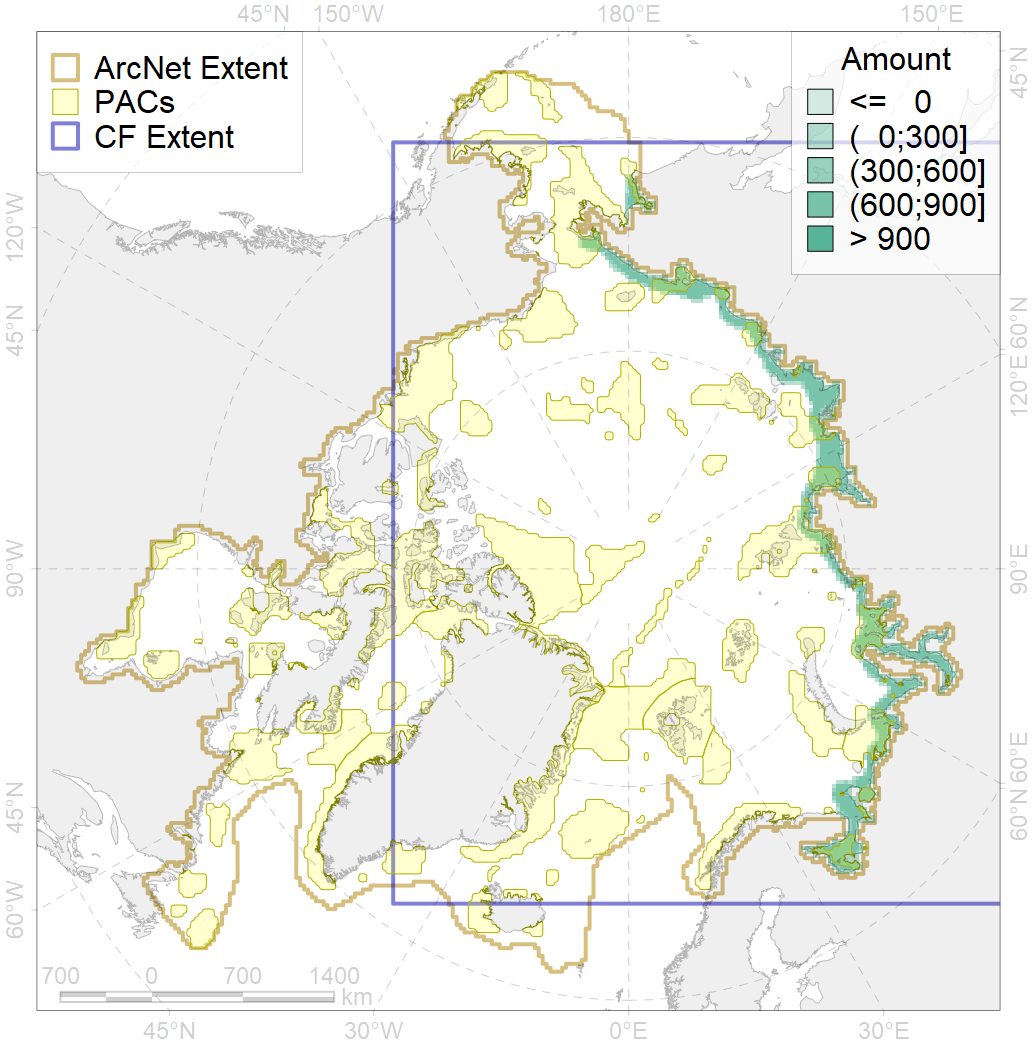 45°N 150°W 180°E 150°E
ArcNet Extent
PACs
CF Extent
Amount
<= 0
( 0;300]
(300;600]
(600;900]
> 900
45°N
120°W
45°N
90°W
45°N
60°W
60°N
120°E
90°E
60°E
60°N
700 0 700 1400
km
45°N 30°W 0°E 30°E